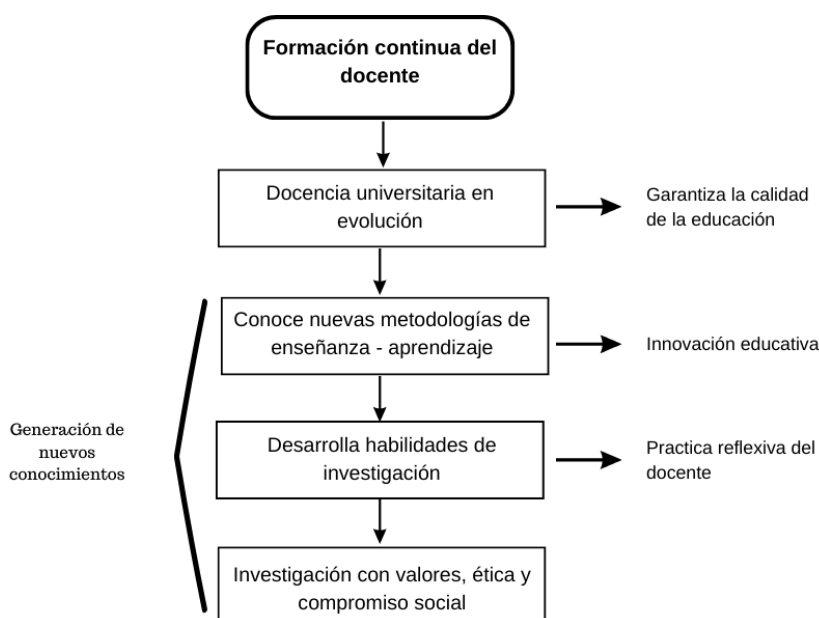 Formación continua del
docente
Docencia universitaria en
evolución
Garantiza la calidad
de la educación
Conoce nuevas metodologías de
enseñanza - aprendizaje
Innovación educativa
Generación de
nuevos
conocimientos
Desarrolla habilidades de
investigación
Practica reflexiva del
docente
Investigación con valores, ética y
compromiso social